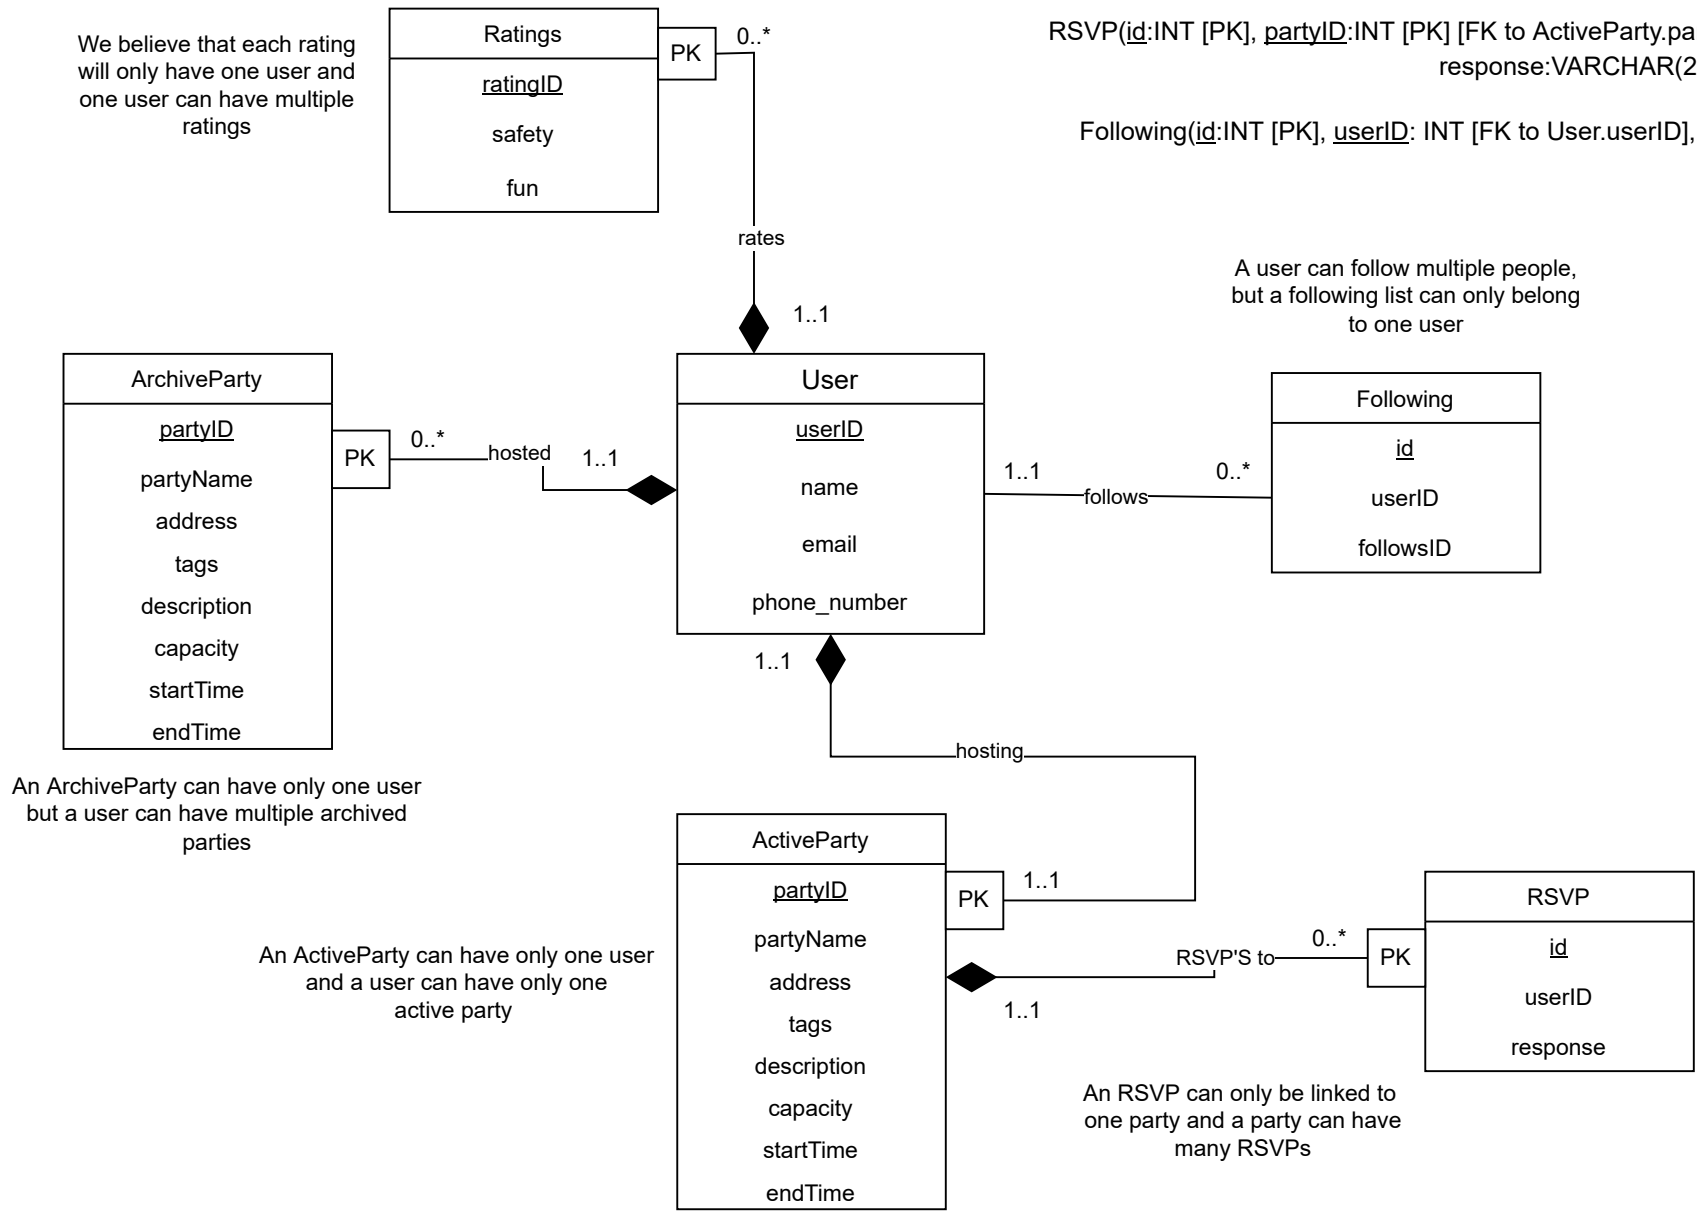 We believe that each rating
will only have one user and
one user can have multiple
ratings
Ratings
PK
0..*
ratingID
safety
fun
RSVP(id:INT [PK], partyID:INT [PK] [FK to ActiveParty.pa
response:VARCHAR(2
Following(id:INT [PK], userID: INT [FK to User.userID],
rates
1..1
A user can follow multiple people,
but a following list can only belong
to one user
ArchiveParty
partyID
partyName
address
tags
description
capacity
startTime
endTime
PK
0..*
hosted
1..1
User
userID
name
email
phone_number
1..1
follows
0..*
Following
id
userID
followsID
An ArchiveParty can have only one user
but a user can have multiple archived
parties
1..1
hosting
ActiveParty
partyID
partyName
address
tags
description
capacity
startTime
endTime
PK
1..1
An ActiveParty can have only one user
and a user can have only one
active party
1..1
RSVP'S to
0..*
PK
RSVP
id
userID
response
An RSVP can only be linked to
one party and a party can have
many RSVPs